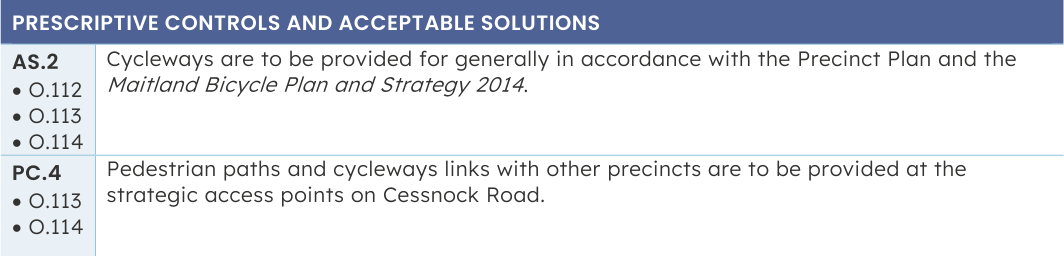 PRESCRIPTIVE CONTROLS AND ACCEPTABLE SOLUTIONS
AS.2
• O.112
• O.113
• O.114
Cycleways are to be provided for generally in accordance with the Precinct Plan and the
Maitland Bicycle Plan and Strategy 2014.
PC.4
• O.113
• O.114
Pedestrian paths and cycleways links with other precincts are to be provided at the
strategic access points on Cessnock Road.